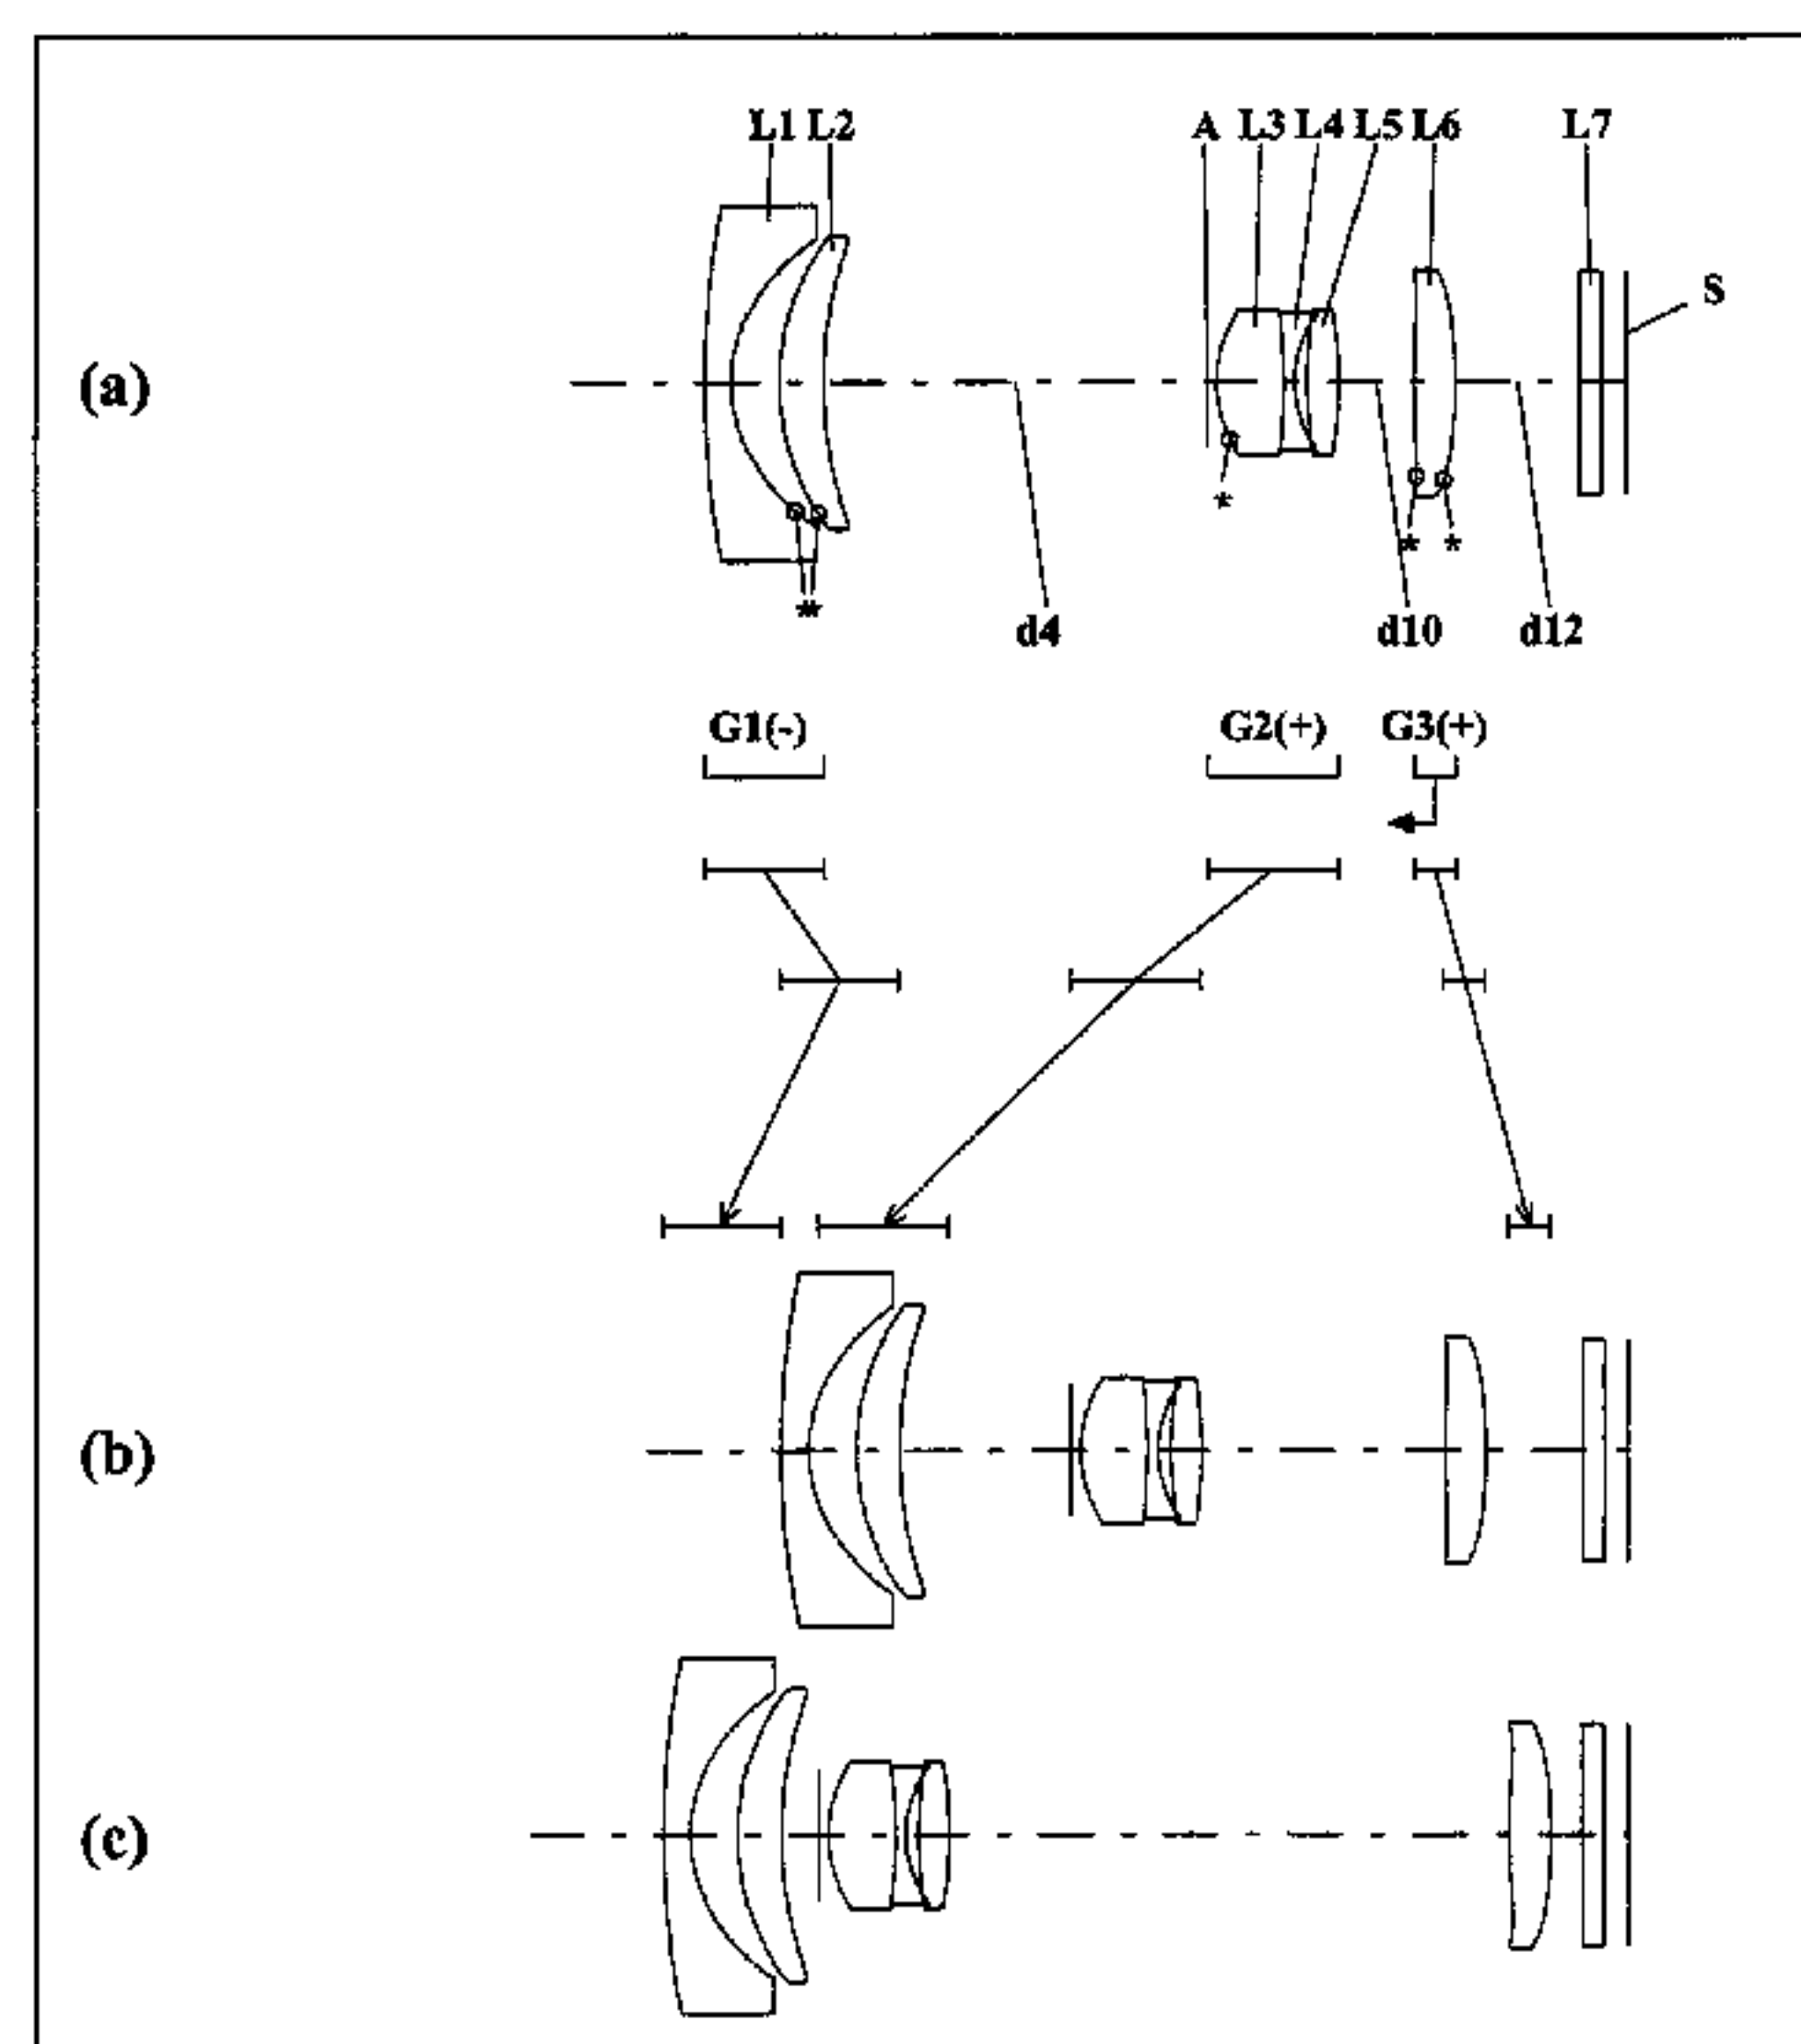 L1 L2 A L3 L4 L5 L6 L7
S
(a)
*
* *
**
d4 d10 d12
G1(-) G2(+) G3(+)
(b)
(c)